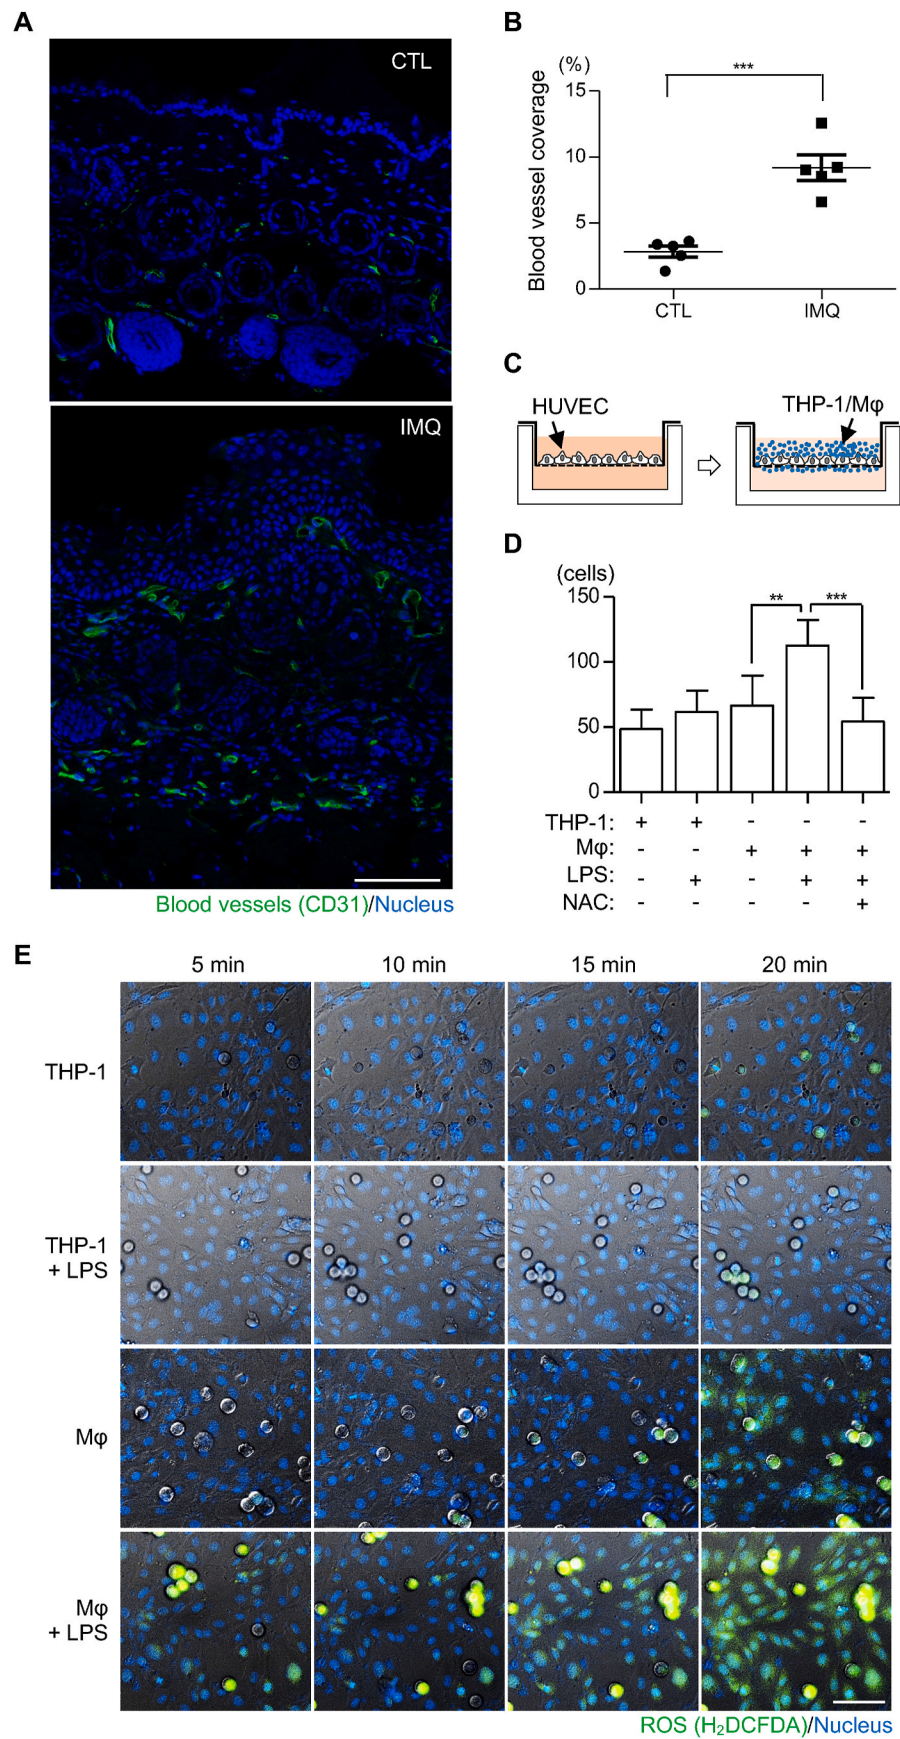 A
CTL
IMQ
Blood vessels (CD31)/Nucleus
B
(%)
Blood vessel coverage
***
15
10
5
0
CTL
IMQ
C
HUVEC
THP-1/Mφ
D
(cells)
150
100
50
0
**
***
THP-1: + + - - -
Mφ: - - + + +
LPS: - + - + +
NAC: - - - - +
E
5 min
10 min
15 min
20 min
THP-1
THP-1
+ LPS
Mφ
Mφ
+ LPS
ROS (H₂DCFDA)/Nucleus